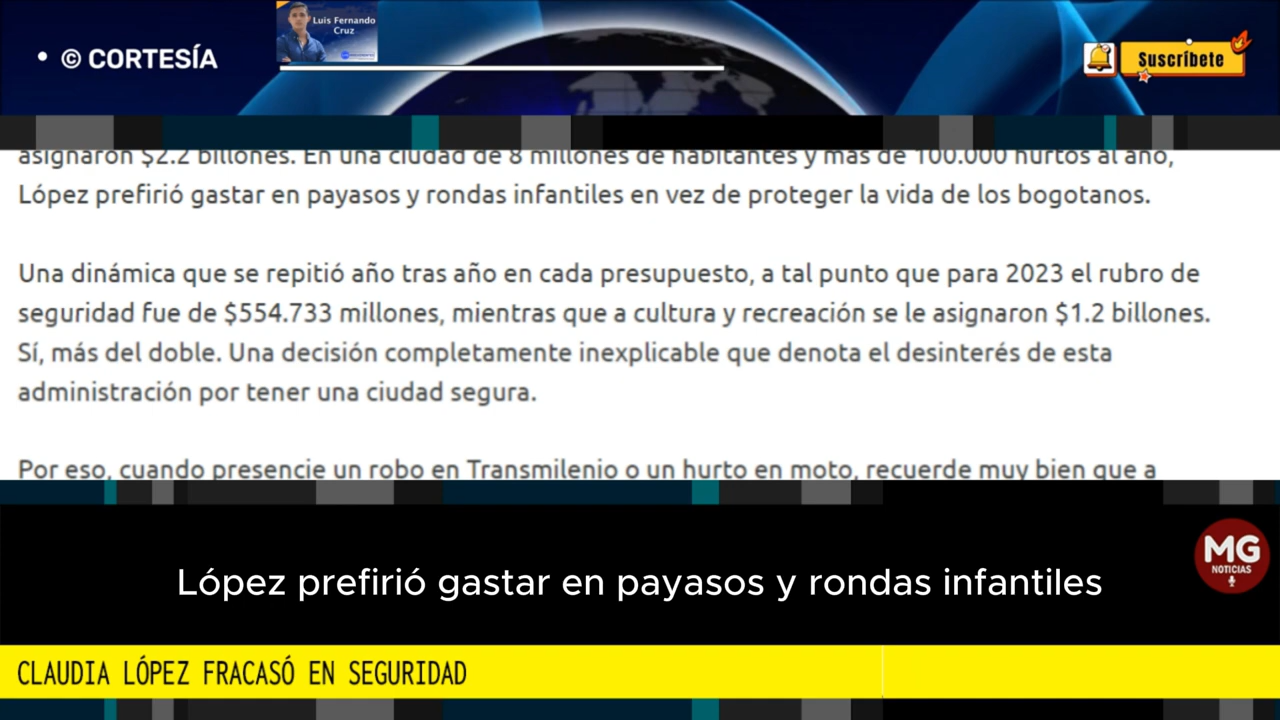 • © CORTESÍA
Luis Fernando
Cruz
Suscríbete
asignaron $2.2 billones. En una ciudad de 8 millones de habitantes y más de 100.000 hurtos al año,
López prefirió gastar en payasos y rondas infantiles en vez de proteger la vida de los bogotanos.
Una dinámica que se repitió año tras año en cada presupuesto, a tal punto que para 2023 el rubro de
seguridad fue de $554.733 millones, mientras que a cultura y recreación se le asignaron $1.2 billones.
Sí, más del doble. Una decisión completamente inexplicable que denota el desinterés de esta
administración por tener una ciudad segura.
Por eso, cuando presencie un robo en Transmilenio o un hurto en moto, recuerde muy bien que a
MG
NOTICIAS
López prefirió gastar en payasos y rondas infantiles
CLAUDIA LÓPEZ FRACASÓ EN SEGURIDAD